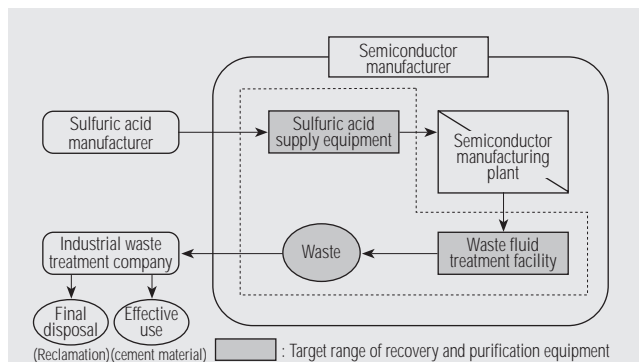 Semiconductor
manufacturer
Sulfuric acid
manufacturer
Sulfuric acid
supply equipment
Semiconductor
manufacturing
plant
Industrial waste
treatment company
Waste
Waste fluid
treatment facility
Final
disposal
Effective
use
(Reclamation)
(cement material)
: Target range of recovery and purification equipment